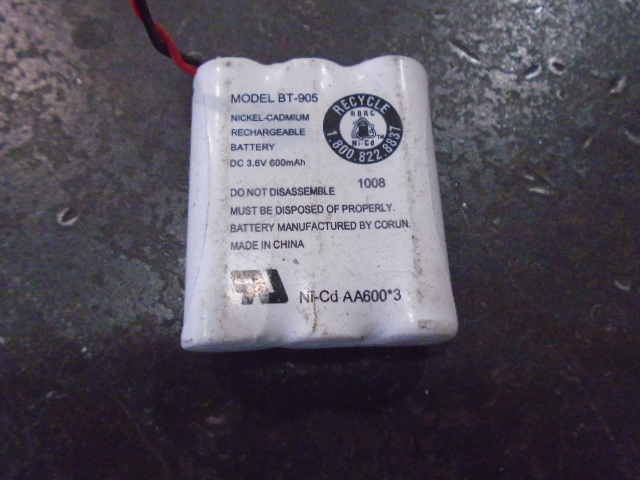 MODEL BT-905
NICKEL-CADMIUM
RECHARGEABLE
BATTERY
DC 3.6V 600mAh
RECYCLE
RBRC
Ni-Cd
TM
1.800.822.8837
DO NOT DISASSEMBLE 1008
MUST BE DISPOSED OF PROPERLY.
BATTERY MANUFACTURED BY CORUN.
MADE IN CHINA
Ni-Cd AA600*3